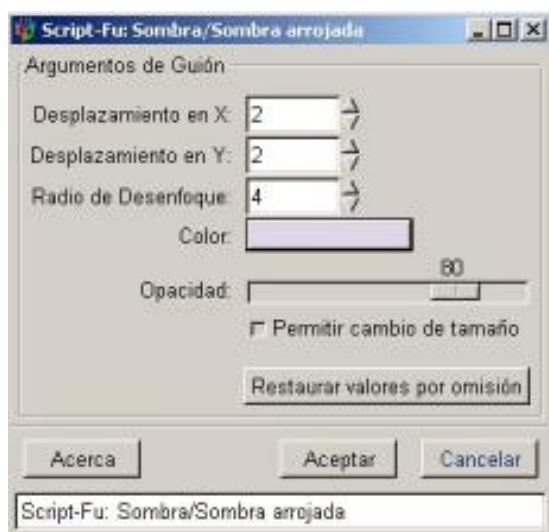 Script-Fu: Sombra/Sombra arrojada
Argumentos de Guión
Desplazamiento en X: 2
Desplazamiento en Y: 2
Radio de Desenfoque: 4
Color:
80
Opacidad:
Permitir cambio de tamaño
Restaurar valores por omisión
Acerca Aceptar Cancelar
Script-Fu: Sombra/Sombra arrojada